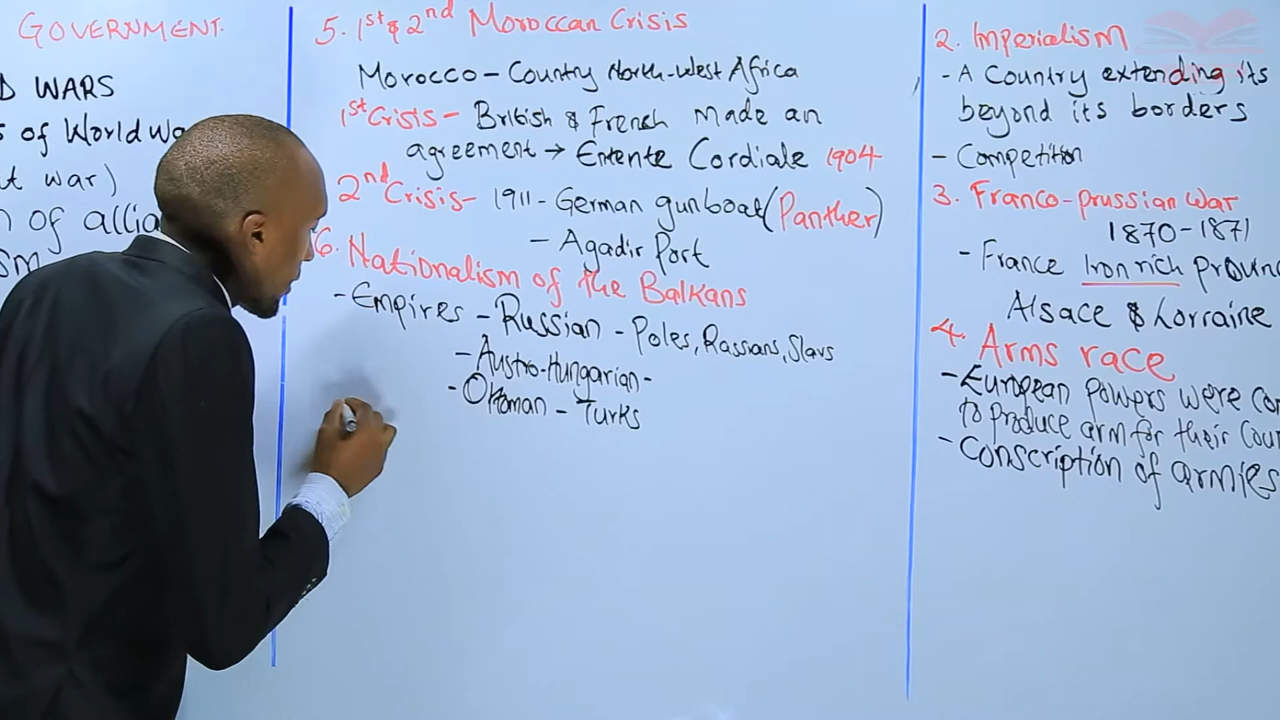 GOVERNMENT.
D WARS
s of World Wa
t war)
n of allia
sm
5. 1st & 2nd Moroccan Crisis
Morocco - Country North-West Africa
1st Crisis - British & French made an
agreement → Entente Cordiale 1904
2nd Crisis - 1911 - German gunboat (Panther)
- Agadir Port
6. Nationalism of the Balkans
- Empires - Russian - Poles, Russians, Slavs
- Austro-Hungarian -
- Ottoman - Turks
2. Imperialism
- A Country extending its
beyond its borders
- Competition
3. Franco-prussian War
1870-1871
- France Iron rich provinc
Alsace & Lorraine
4. Arms race
- European powers were co
to produce arm for their Cou
- Conscription of armies